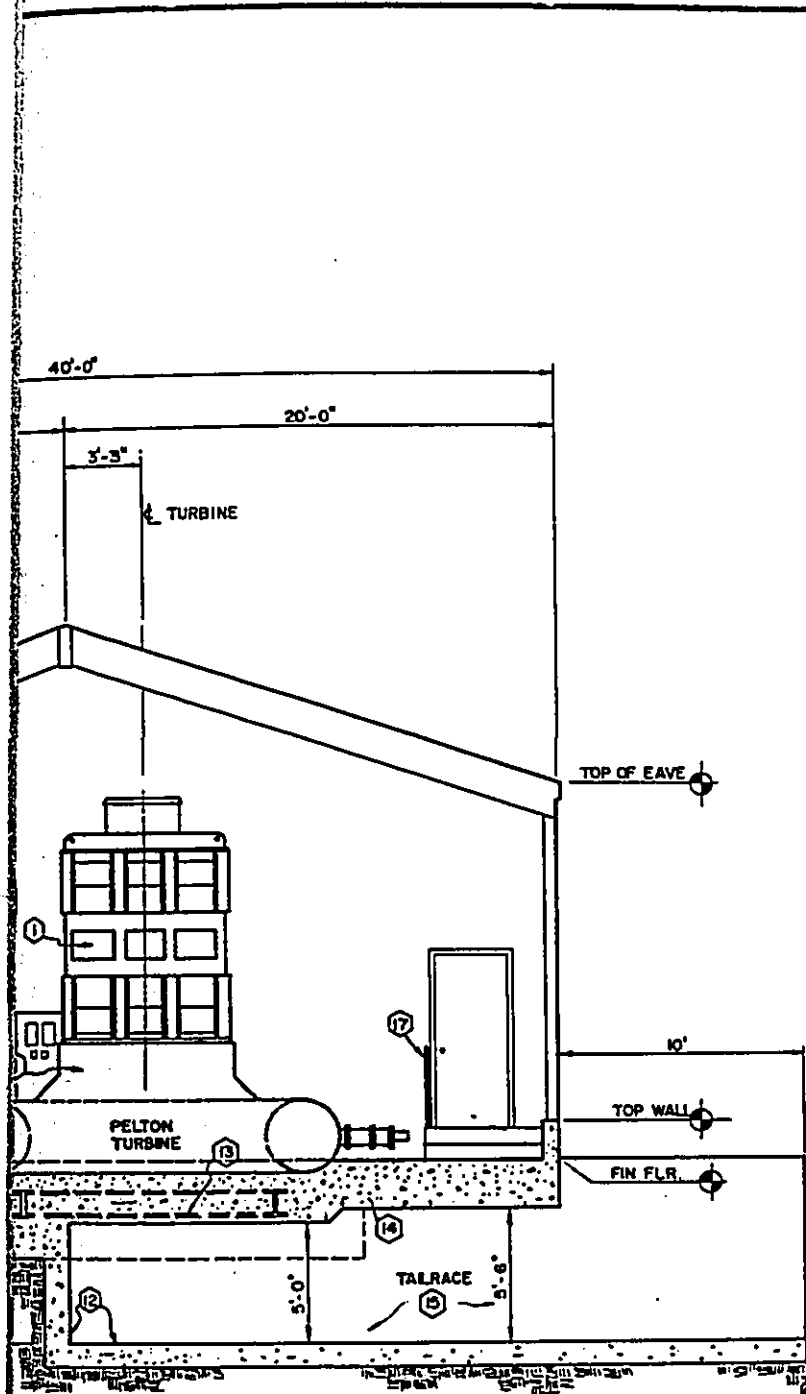 40'-0"
20'-0"
3'-3"
℄ TURBINE
TOP OF EAVE
1
17
10'
TOP WALL
PELTON
TURBINE
13
FIN FLR.
14
5'-0"
TAILRACE
15
5'-6"
12